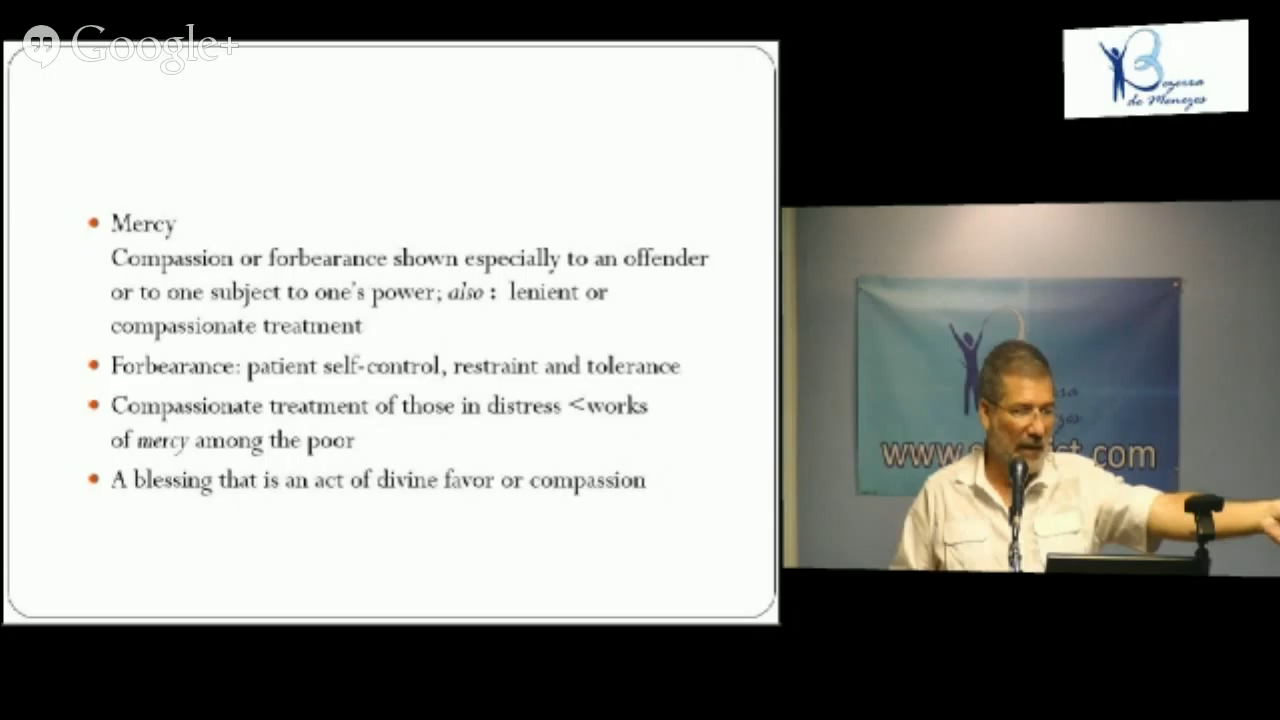 Google+
Bezerra
de Menezes
• Mercy
Compassion or forbearance shown especially to an offender
or to one subject to one's power; also : lenient or
compassionate treatment
• Forbearance: patient self-control, restraint and tolerance
• Compassionate treatment of those in distress <works
of mercy among the poor
• A blessing that is an act of divine favor or compassion
www.
.com